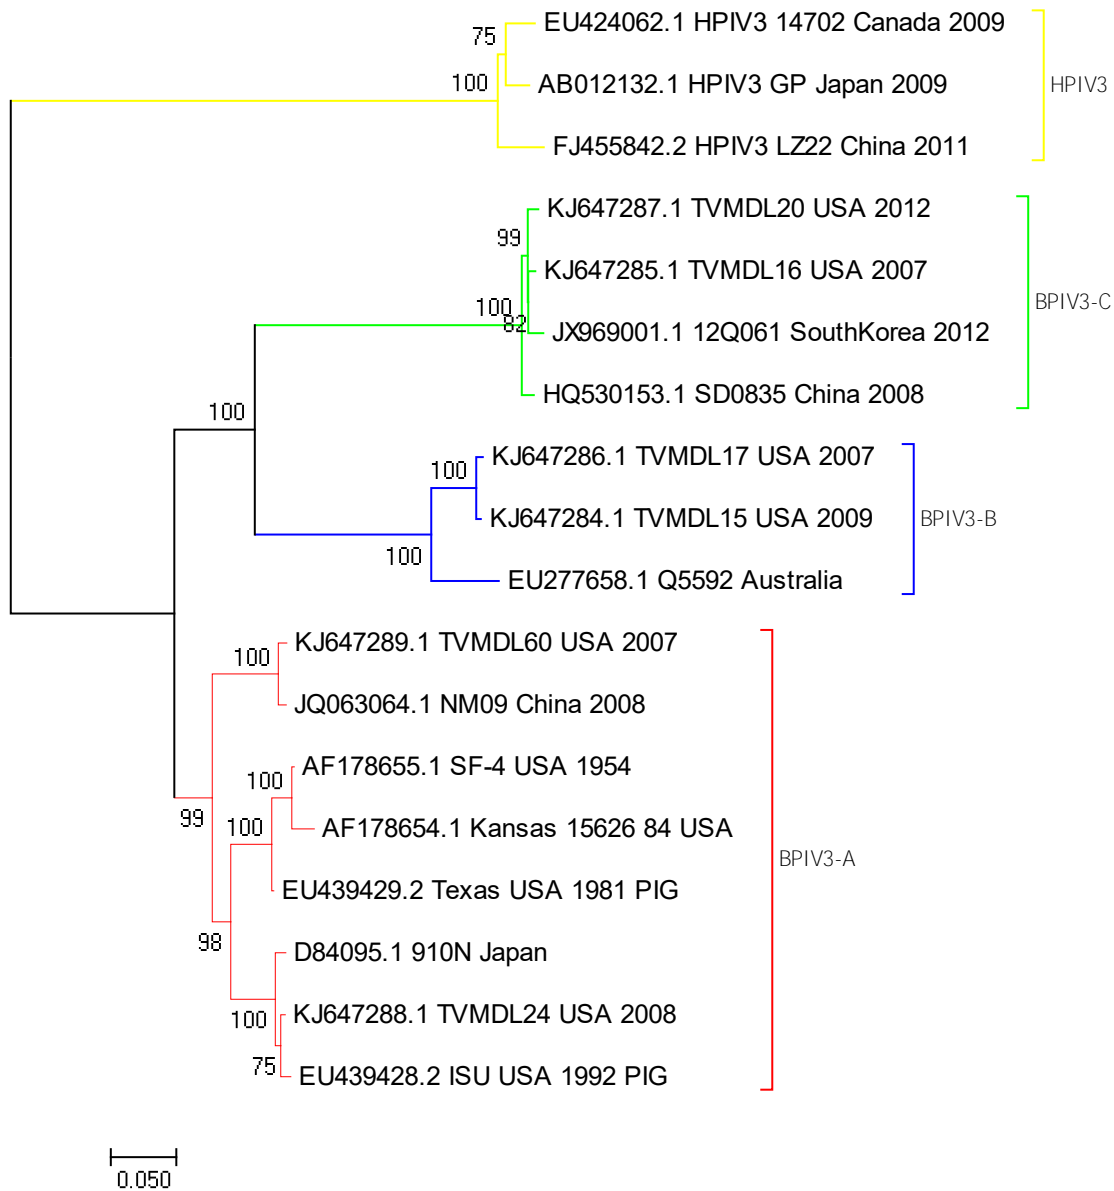 EU424062.1 HPIV3 14702 Canada 2009
75
100
AB012132.1 HPIV3 GP Japan 2009
HPIV3
FJ455842.2 HPIV3 LZ22 China 2011
KJ647287.1 TVMDL20 USA 2012
99
KJ647285.1 TVMDL16 USA 2007
100
82
BPIV3-C
JX969001.1 12Q061 SouthKorea 2012
HQ530153.1 SD0835 China 2008
100
KJ647286.1 TVMDL17 USA 2007
100
KJ647284.1 TVMDL15 USA 2009
BPIV3-B
100
EU277658.1 Q5592 Australia
KJ647289.1 TVMDL60 USA 2007
100
JQ063064.1 NM09 China 2008
AF178655.1 SF-4 USA 1954
100
99
100
AF178654.1 Kansas 15626 84 USA
BPIV3-A
EU439429.2 Texas USA 1981 PIG
98
D84095.1 910N Japan
KJ647288.1 TVMDL24 USA 2008
100
75
EU439428.2 ISU USA 1992 PIG
0.050